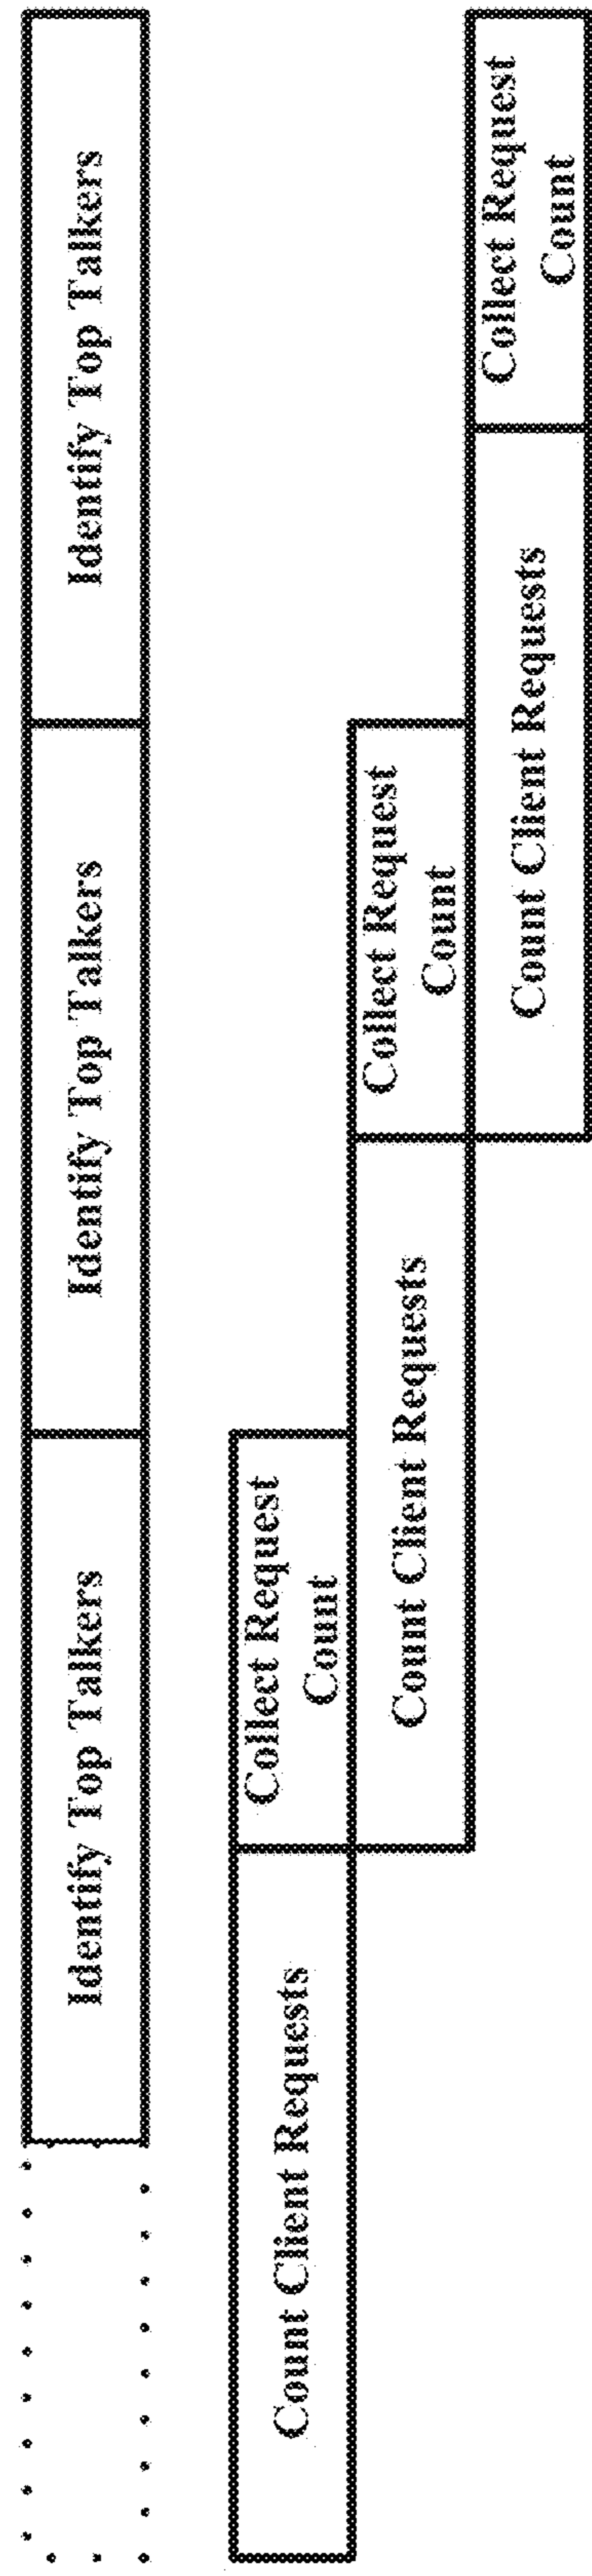 Identify Top Talkers
Identify Top Talkers
Identify Top Talkers
Count Client Requests
Collect Request
Count
Count Client Requests
Collect Request
Count
Count Client Requests
Collect Request
Count